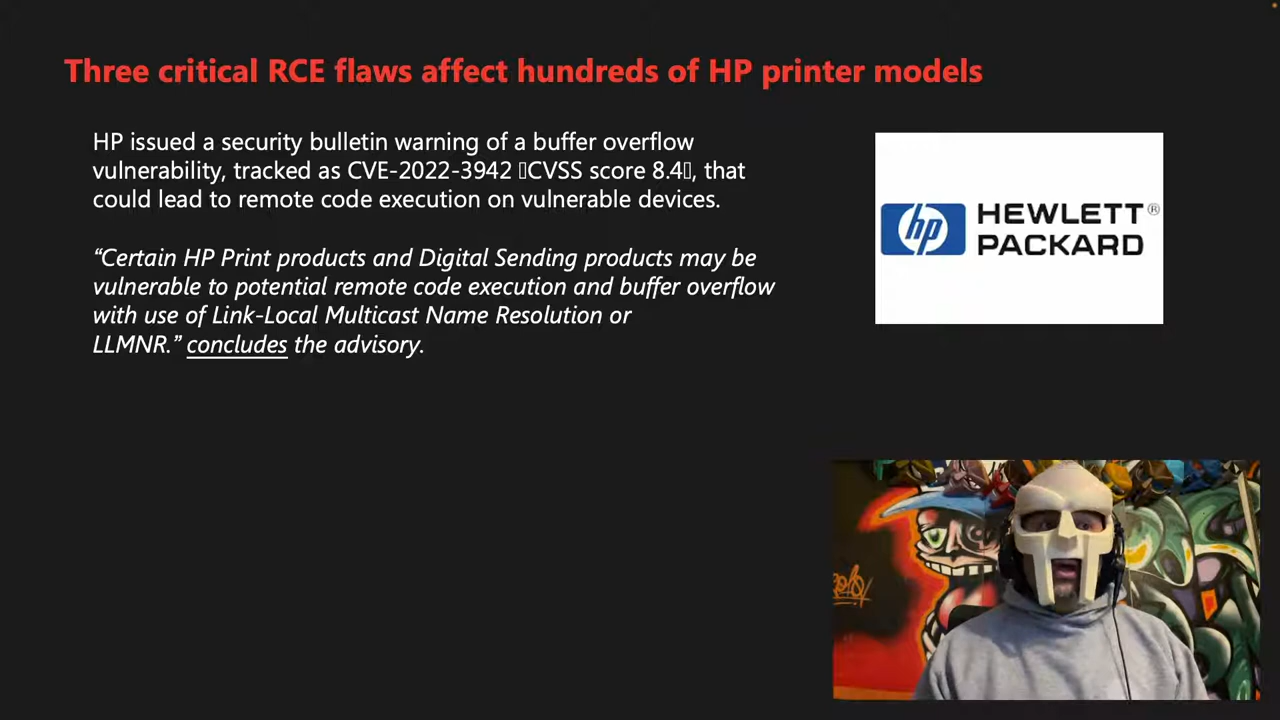 Three critical RCE flaws affect hundreds of HP printer models
HP issued a security bulletin warning of a buffer overflow
vulnerability, tracked as CVE-2022-3942 ▯CVSS score 8.4▯, that
could lead to remote code execution on vulnerable devices.
“Certain HP Print products and Digital Sending products may be
vulnerable to potential remote code execution and buffer overflow
with use of Link-Local Multicast Name Resolution or
LLMNR.” concludes the advisory.
hp
HEWLETT®
PACKARD